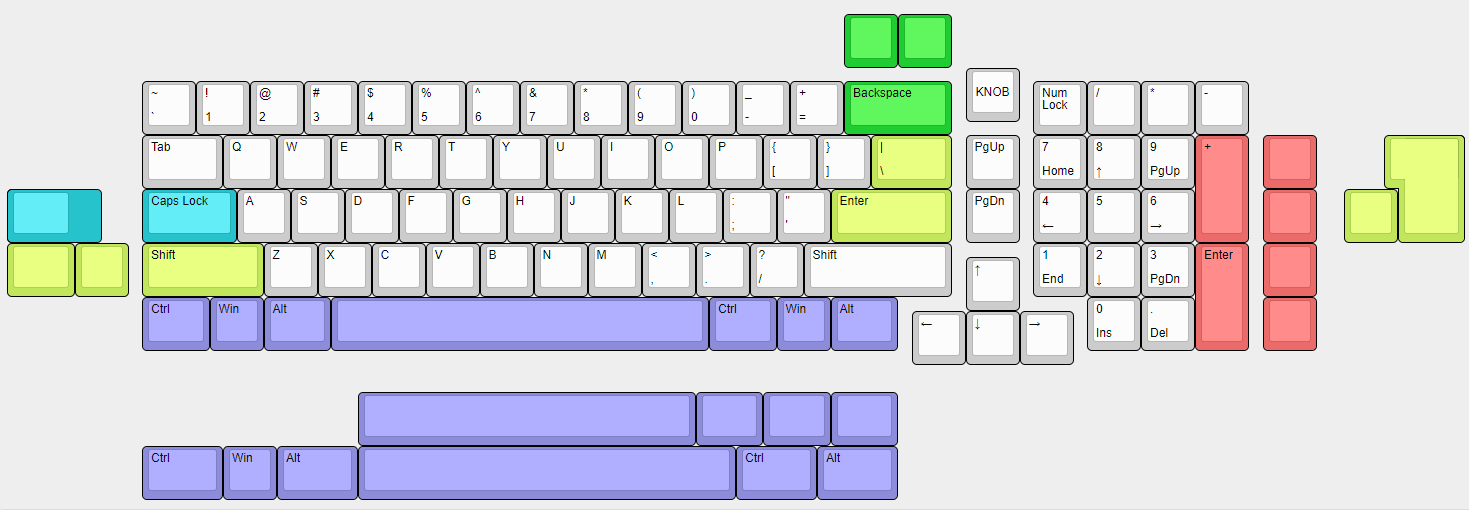 ~ ! @ # $ % ^ & * ( ) _ + Backspace KNOB Num / * -
` 1 2 3 4 5 6 7 8 9 0 - = Lock
Tab Q W E R T Y U I O P { } | PgUp 7 8 9 +
[ ] \ Home ↑ PgUp
Caps Lock A S D F G H J K L : " Enter PgDn 4 5 6
; ' ← →
Shift Z X C V B N M < > ? Shift ↑ 1 2 3 Enter
, . / End ↓ PgDn
Ctrl Win Alt Ctrl Win Alt ← ↓ → 0 .
Ins Del
Ctrl Win Alt Ctrl Alt